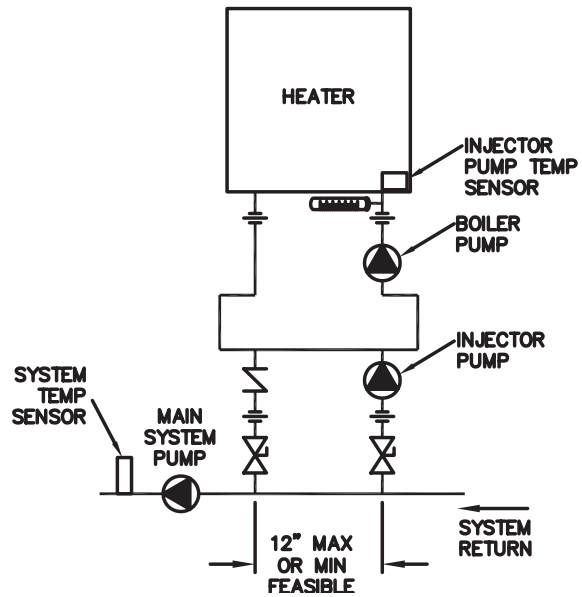 HEATER
INJECTOR
PUMP TEMP
SENSOR
BOILER
PUMP
INJECTOR
PUMP
SYSTEM
TEMP
SENSOR
MAIN
SYSTEM
PUMP
SYSTEM
RETURN
12" MAX
OR MIN
FEASIBLE